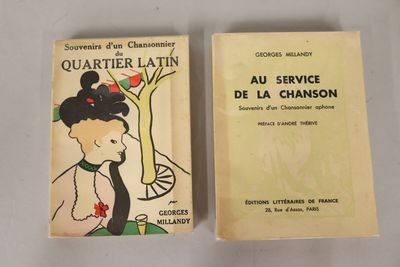 Souvenirs d'un Chansonnier
du
QUARTIER LATIN
GEORGES
MILLANDY
GEORGES MILLANDY
AU SERVICE
DE LA CHANSON
Souvenirs d'un Chansonnier aphone
PRÉFACE D'ANDRÉ THÉRIVE
ÉDITIONS LITTÉRAIRES DE FRANCE
28, Rue d'Assas, PARIS